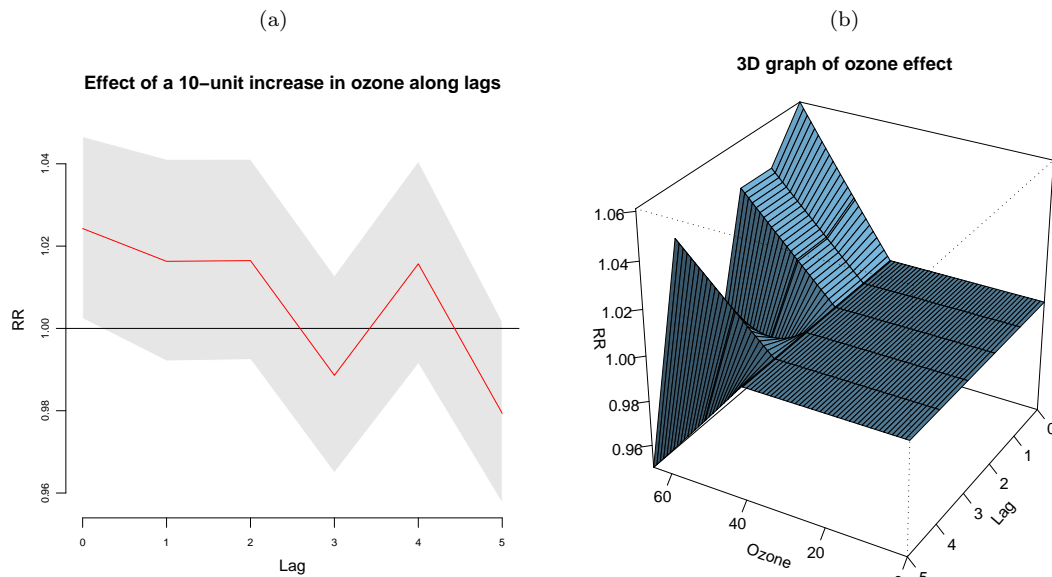 (a)
Effect of a 10−unit increase in ozone along lags
RR
1.04
1.02
1.00
0.98
0.96
0 1 2 3 4 5
Lag
(b)
3D graph of ozone effect
1.06
1.04
1.02
1.00
0.98
0.96
RR
60
40
20
Ozone
0
1
2
3
4
5
Lag